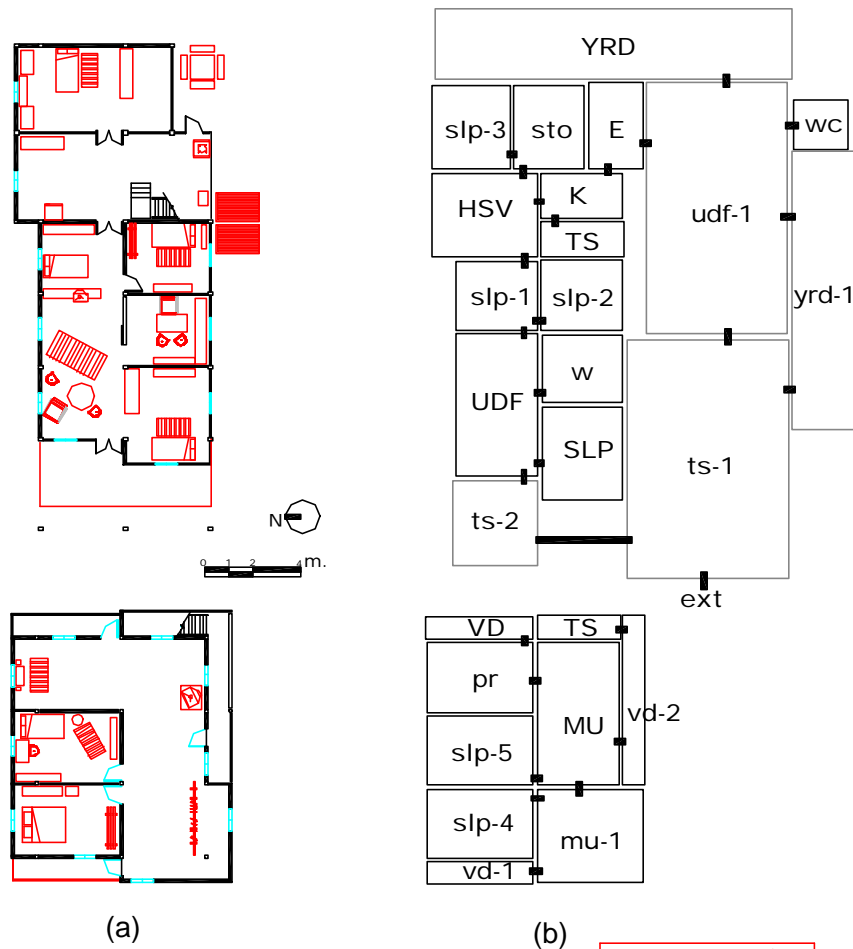 N
0 1 2 4 m.
(a)
YRD
slp-3 sto E wc
HSV K udf-1
TS
slp-1 slp-2 yrd-1
UDF w
SLP ts-1
ts-2
ext
VD TS
pr MU vd-2
slp-5
slp-4 mu-1
vd-1
(b)